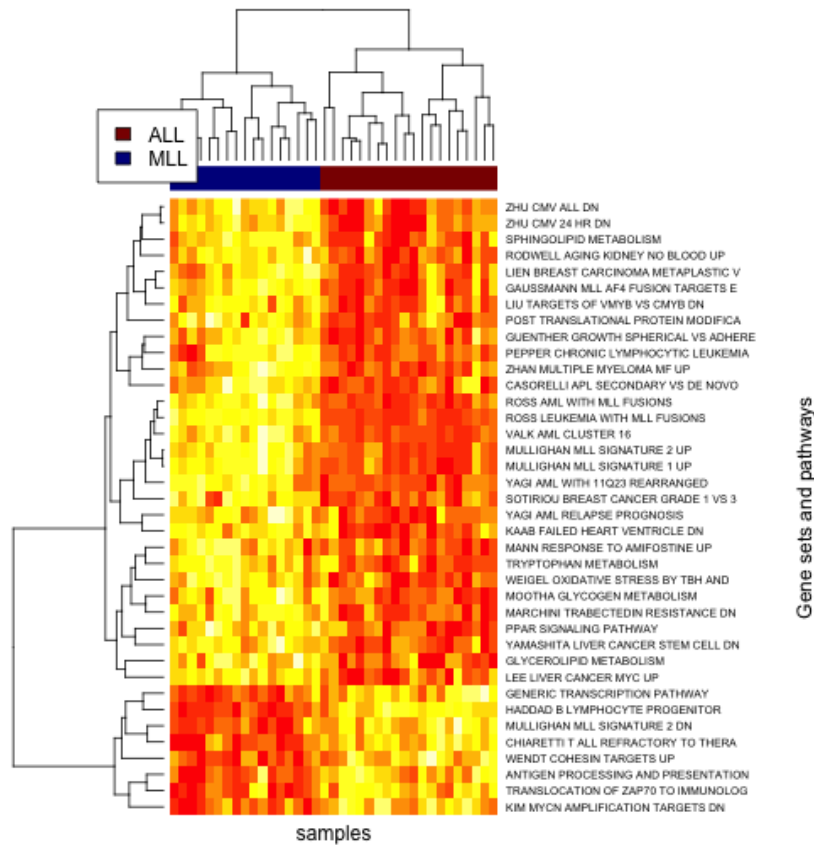 ALL
MLL
ZHU CMV ALL DN
ZHU CMV 24 HR DN
SPHINGOLIPID METABOLISM
RODWELL AGING KIDNEY NO BLOOD UP
LIEN BREAST CARCINOMA METAPLASTIC V
GAUSSMANN MLL AF4 FUSION TARGETS E
LIU TARGETS OF VMYB VS CMYB DN
POST TRANSLATIONAL PROTEIN MODIFICA
GUENTHER GROWTH SPHERICAL VS ADHERE
PEPPER CHRONIC LYMPHOCYTIC LEUKEMIA
ZHAN MULTIPLE MYELOMA MF UP
CASORELLI APL SECONDARY VS DE NOVO
ROSS AML WITH MLL FUSIONS
ROSS LEUKEMIA WITH MLL FUSIONS
VALK AML CLUSTER 16
MULLIGHAN MLL SIGNATURE 2 UP
MULLIGHAN MLL SIGNATURE 1 UP
YAGI AML WITH 11Q23 REARRANGED
SOTIRIOU BREAST CANCER GRADE 1 VS 3
YAGI AML RELAPSE PROGNOSIS
KAAB FAILED HEART VENTRICLE DN
MANN RESPONSE TO AMIFOSTINE UP
TRYPTOPHAN METABOLISM
WEIGEL OXIDATIVE STRESS BY TBH AND
MOOTHA GLYCOGEN METABOLISM
MARCHINI TRABECTEDIN RESISTANCE DN
PPAR SIGNALING PATHWAY
YAMASHITA LIVER CANCER STEM CELL DN
GLYCEROLIPID METABOLISM
LEE LIVER CANCER MYC UP
GENERIC TRANSCRIPTION PATHWAY
HADDAD B LYMPHOCYTE PROGENITOR
MULLIGHAN MLL SIGNATURE 2 DN
CHIARETTI T ALL REFRACTORY TO THERA
WENDT COHESIN TARGETS UP
ANTIGEN PROCESSING AND PRESENTATION
TRANSLOCATION OF ZAP70 TO IMMUNOLOG
KIM MYCN AMPLIFICATION TARGETS DN
samples
Gene sets and pathways